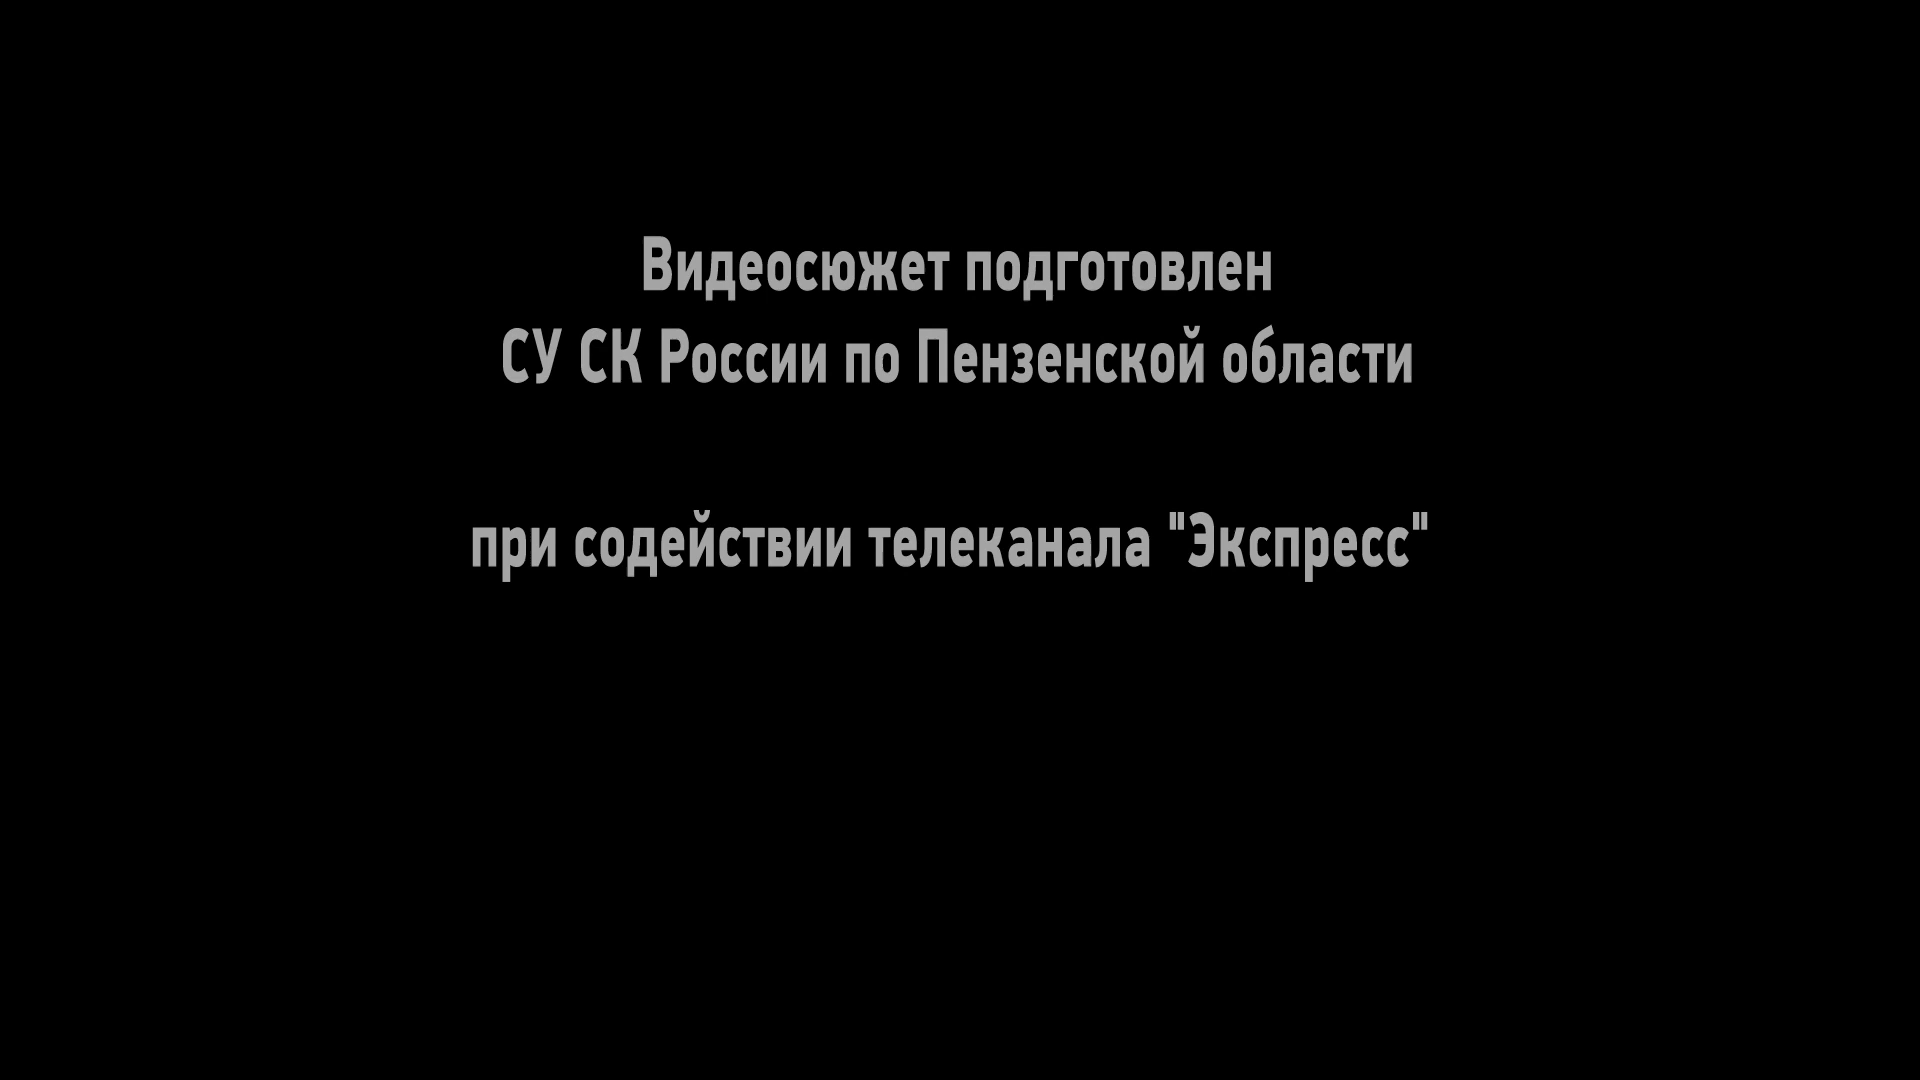 Видеосюжет подготовлен
СУ СК России по Пензенской области
при содействии телеканала "Экспресс"